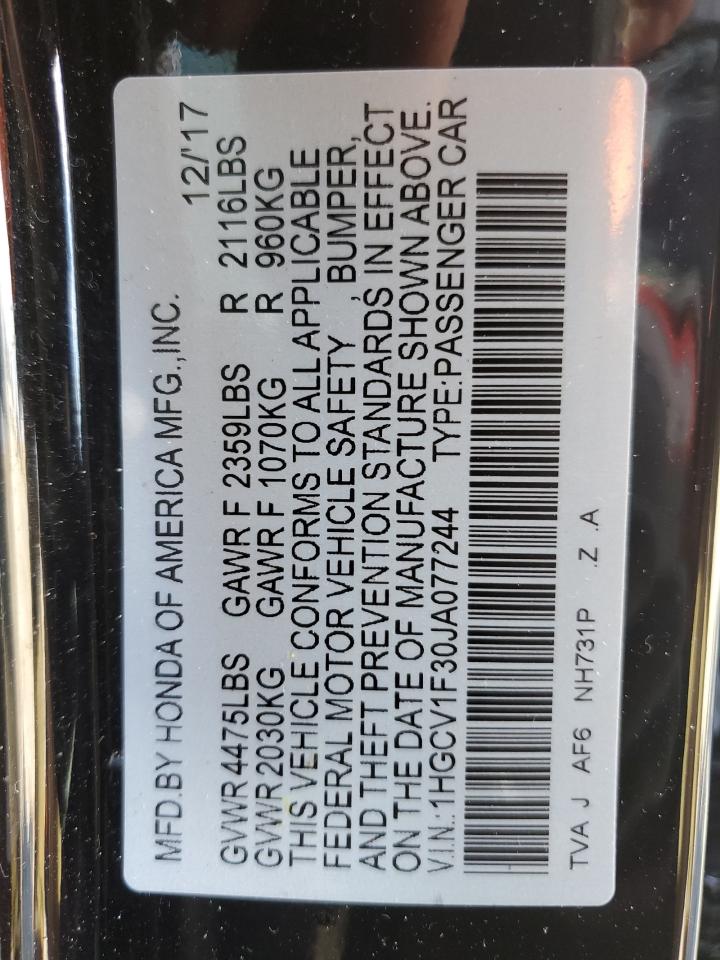 MFD.BY HONDA OF AMERICA MFG.,INC. 12/'17
GVWR 4475LBS GAWR F 2359LBS R 2116LBS
GVWR 2030KG GAWR F 1070KG R 960KG
THIS VEHICLE CONFORMS TO ALL APPLICABLE
FEDERAL MOTOR VEHICLE SAFETY , BUMPER,
AND THEFT PREVENTION STANDARDS IN EFFECT
ON THE DATE OF MANUFACTURE SHOWN ABOVE.
V.I.N.:1HGCV1F30JA077244 TYPE:PASSENGER CAR
TVA J AF6 NH731P .Z .A